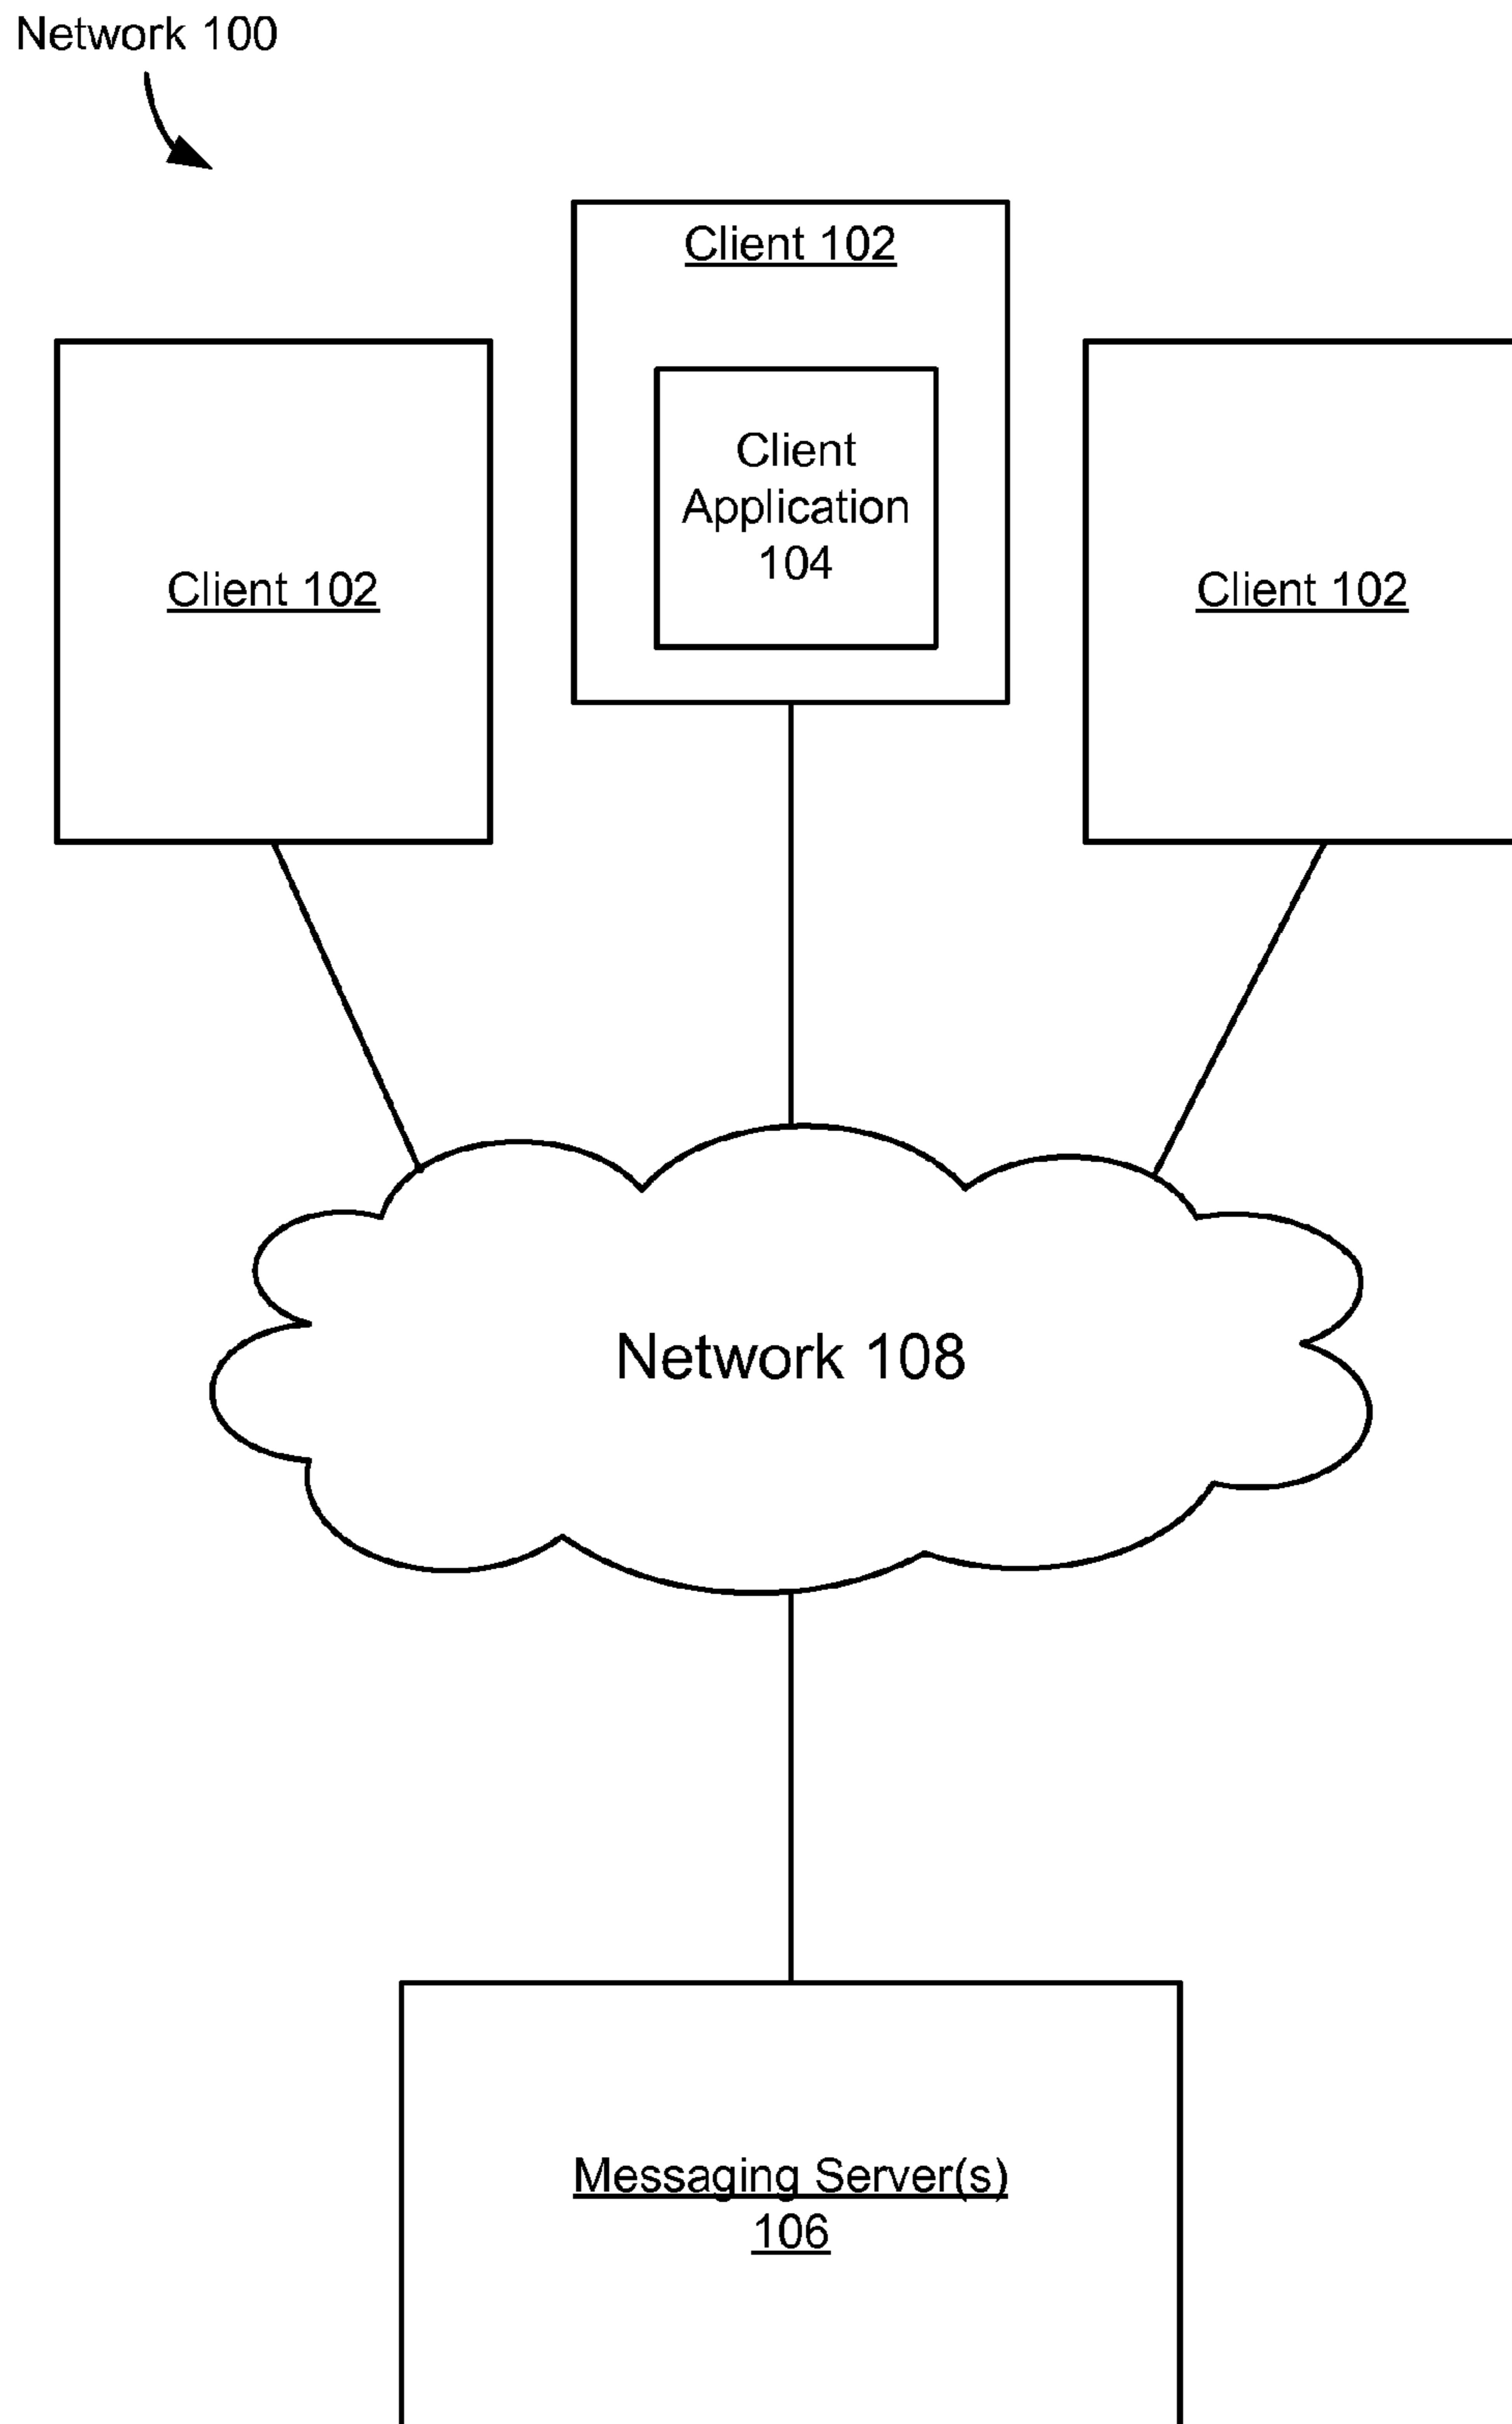 Network 100
Client 102
Client
Application
104
Client 102
Client 102
Network 108
Messaging Server(s)
106